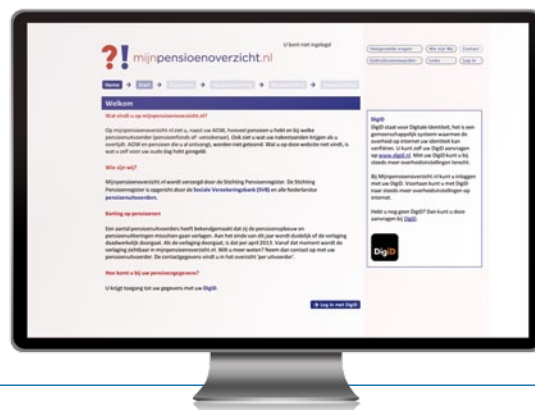 ?! mijnpensioenoverzicht.nl
U bent niet ingelogd
Veelgestelde vragen
Wie zijn Wij
Contact
Gebruiksvoorwaarden
Links
Log in
Home → Start →
Welkom
Wat vindt u op mijnpensioenoverzicht.nl?
Op mijnpensioenoverzicht.nl ziet u, naast uw AOW, hoeveel pensioen u hebt en bij welke
pensioenuitvoerder (pensioenfonds of -verzekeraar). Ook ziet u wat uw nabestaanden krijgen als u
overlijdt. AOW en pensioen die u al ontvangt, worden niet getoond. Wat u op deze website niet vindt, is
wat u zelf voor uw oude dag hebt geregeld.
Wie zijn wij?
Mijnpensioenoverzicht.nl wordt verzorgd door de Stichting Pensioenregister. De Stichting
Pensioenregister is opgericht door de Sociale Verzekeringsbank (SVB) en alle Nederlandse
pensioenuitvoerders.
Korting op pensioenen
Een aantal pensioenuitvoerders heeft bekendgemaakt dat zij de pensioenopbouw en
pensioenuitkeringen misschien gaan verlagen. Aan het einde van dit jaar wordt duidelijk of de verlaging
daadwerkelijk doorgaat. Als de verlaging doorgaat, is dat per april 2013. Vanaf dat moment wordt de
verlaging zichtbaar in mijnpensioenoverzicht.nl. Wilt u meer weten? Neem dan contact op met uw
pensioenuitvoerder. De contactgegevens vindt u in het overzicht 'per uitvoerder'.
Hoe komt u bij uw pensioengegevens?
U krijgt toegang tot uw gegevens met uw DigiD
→ Log in met DigiD
DigiD
DigiD staat voor Digitale Identiteit; het is een
gemeenschappelijk systeem waarmee de
overheid op internet uw identiteit kan
verifiëren. U kunt zelf uw DigiD aanvragen
op www.digid.nl. Met uw DigiD kunt u bij
steeds meer overheidsinstellingen terecht.
Bij Mijnpensioenoverzicht.nl kunt u inloggen
met uw DigiD. Voortaan kunt u met DigiD
naar steeds meer overheidsinstellingen op
internet.
Hebt u nog geen DigiD? Dan kunt u deze
aanvragen bij DigiD
DigiD